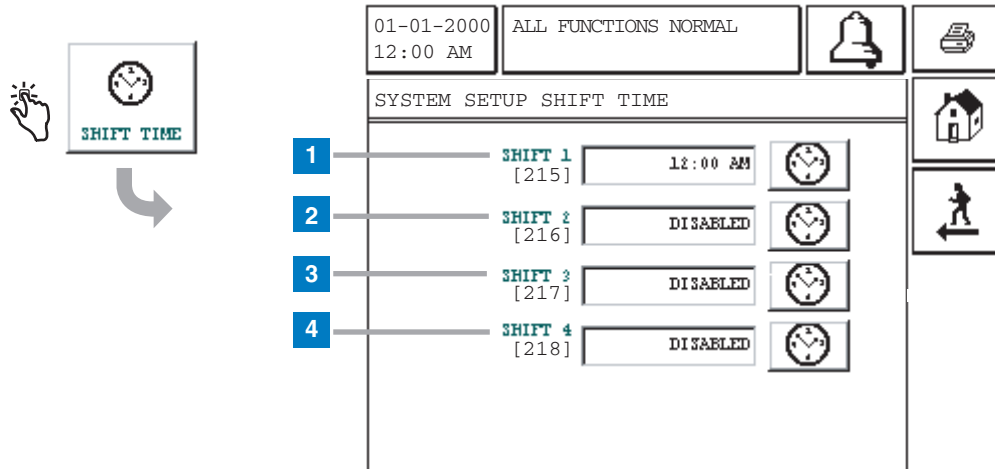 SHIFT TIME
01-01-2000
12:00 AM
ALL FUNCTIONS NORMAL
SYSTEM SETUP SHIFT TIME
1
SHIFT 1
[215]
12:00 AM
2
SHIFT 2
[216]
DISABLED
3
SHIFT 3
[217]
DISABLED
4
SHIFT 4
[218]
DISABLED